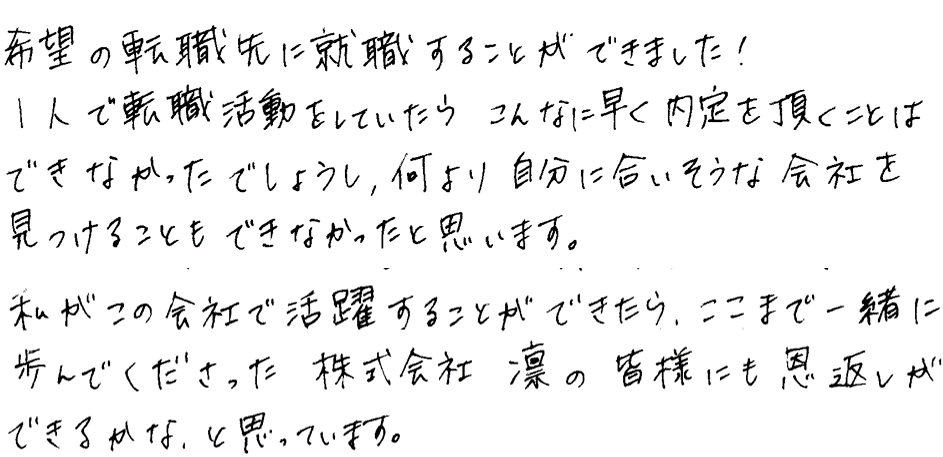 希望の転職先に就職することができました!
1人で転職活動をしていたら こんなに早く内定を頂くことは
できなかったでしょうし,何より自分に合いそうな会社を
見つけることもできなかったと思います。
私がこの会社で活躍することができたら、ここまで一緒に
歩んでくださった 株式会社 凛の皆様にも恩返しが
できるかな、と思っています。